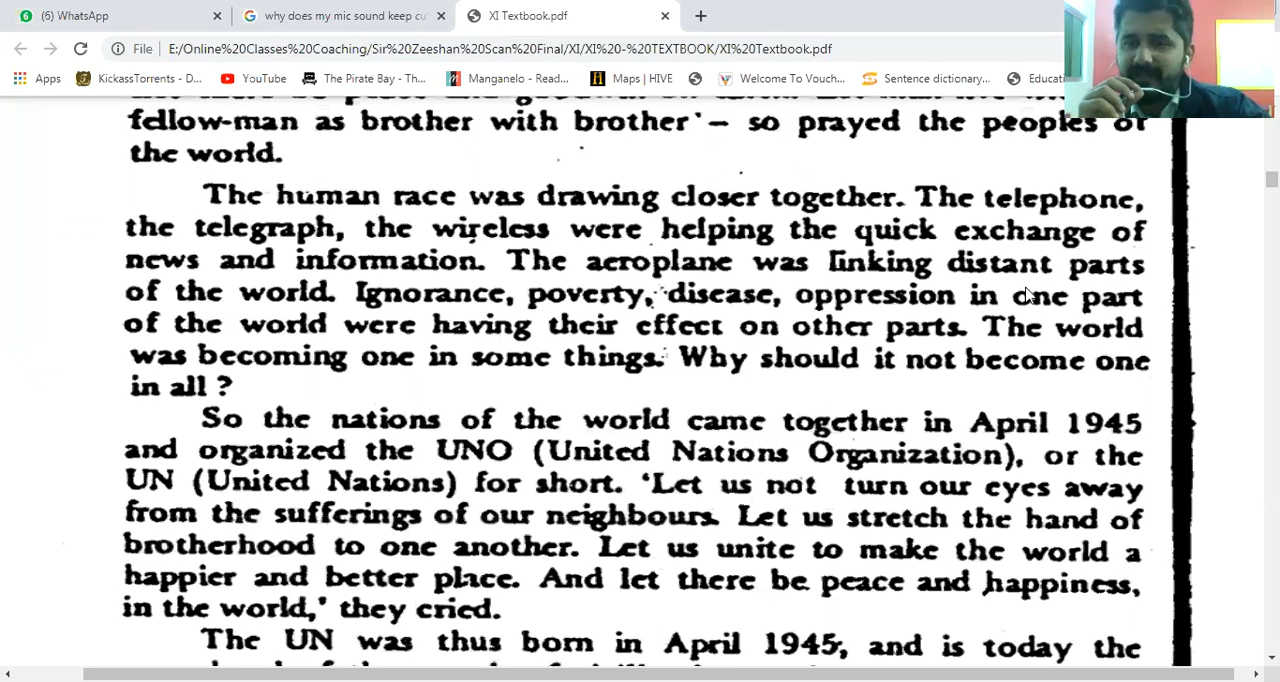 (6) WhatsApp
why does my mic sound keep cu
XI Textbook.pdf
File
E:/Online%20Classes%20Coaching/Sir%20Zeeshan%20Scan%20Final/XI/XI%20-%20TEXTBOOK/XI%20Textbook.pdf
Apps
KickassTorrents - D...
YouTube
The Pirate Bay - Th...
Manganelo - Read...
Maps | HIVE
Welcome To Vouch...
Sentence dictionary...
Educati
fellow-man as brother with brother'– so prayed the peoples of
the world.
The human race was drawing closer together. The telephone,
the telegraph, the wireless were helping the quick exchange of
news and information. The aeroplane was linking distant parts
of the world. Ignorance, poverty, disease, oppression in one part
of the world were having their effect on other parts. The world
was becoming one in some things. Why should it not become one
in all ?
So the nations of the world came together in April 1945
and organized the UNO (United Nations Organization), or the
UN (United Nations) for short. 'Let us not turn our eyes away
from the sufferings of our neighbours. Let us stretch the hand of
brotherhood to one another. Let us unite to make the world a
happier and better place. And let there be peace and happiness,
in the world,' they cried.
The UN was thus born in April 1945, and is today the